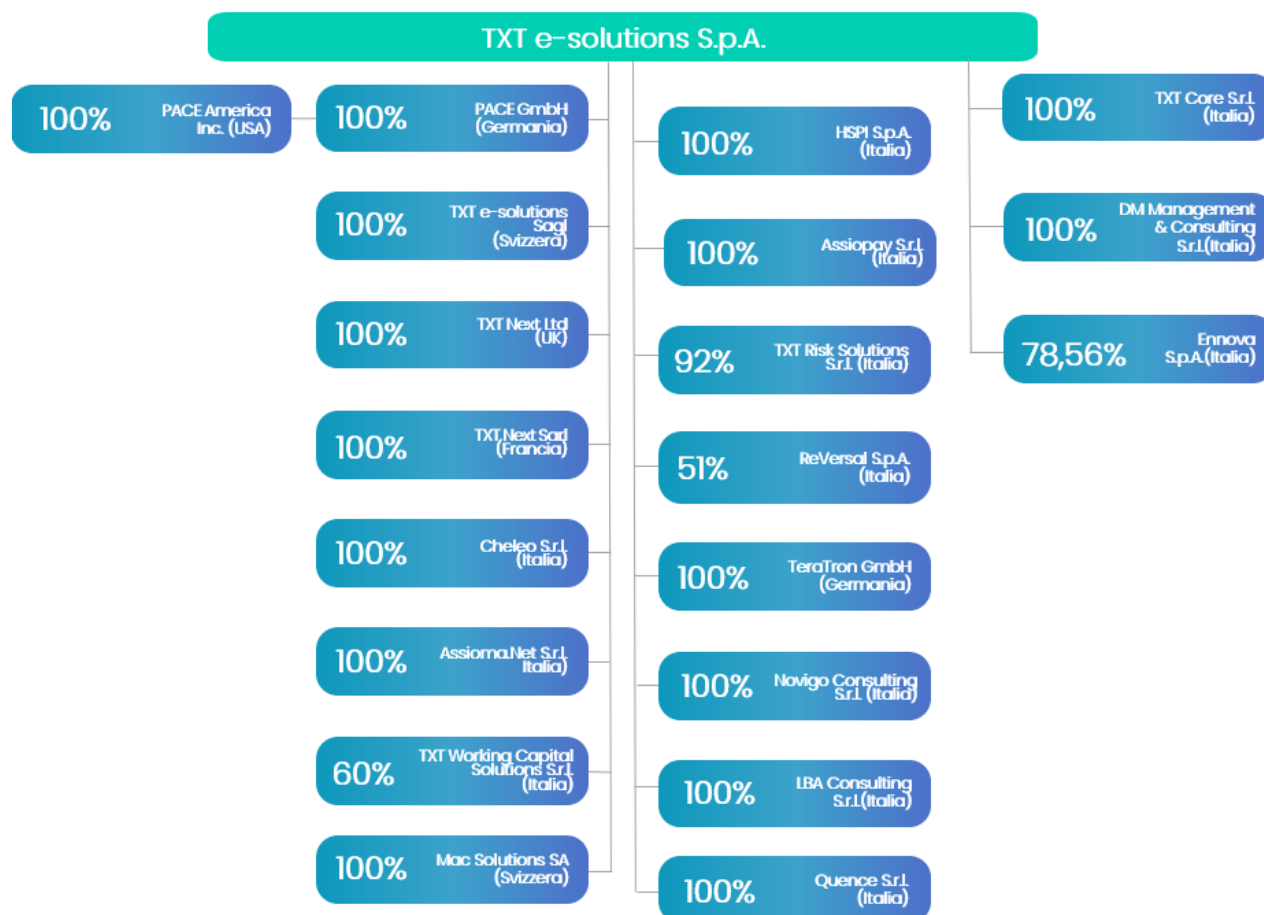 TXT e-solutions S.p.A.
100%
PACE America
Inc. (USA)
100%
PACE GmbH
(Germania)
100%
TXT e-solutions
Sagl
(Svizzera)
100%
TXT Next Ltd
(UK)
100%
TXT Next Sarl
(Francia)
100%
Cheleo S.r.l.
(Italia)
100%
Assioma.Net S.r.l.
Italia)
60%
TXT Working Capital
Solutions S.r.l.
(Italia)
100%
Mac Solutions SA
(Svizzera)
100%
HSPI S.p.A.
(Italia)
100%
Assiopay S.r.l.
(Italia)
92%
TXT Risk Solutions
S.r.l. (Italia)
51%
ReVersal S.p.A.
(Italia)
100%
TeraTron GmbH
(Germania)
100%
Novigo Consulting
S.r.l. (Italia)
100%
LBA Consulting
S.r.l.(Italia)
100%
Quence S.r.l.
(Italia)
100%
TXT Core S.r.l.
(Italia)
100%
DM Management
& Consulting
S.r.l.(Italia)
78,56%
Ennova
S.p.A.(Italia)